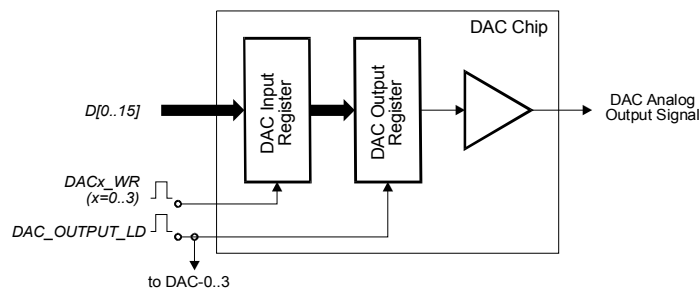 DAC Chip
D[0..15]
DAC Input
Register
DAC Output
Register
DAC Analog
Output Signal
DACx_WR
(x=0..3)
DAC_OUTPUT_LD
to DAC-0..3